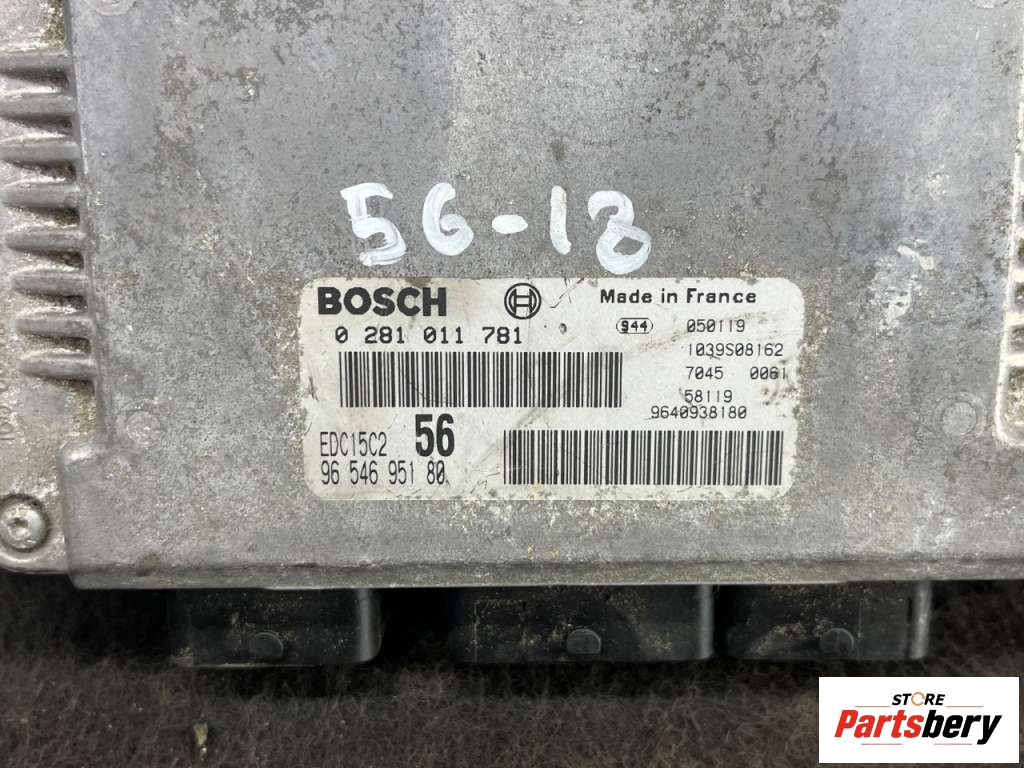 56-18
BOSCH
Made in France
0 281 011 781
944 050119
1039S08162
7045 0061
58119
9640938180
EDC15C2 56
96 546 951 80
STORE
Partsbery